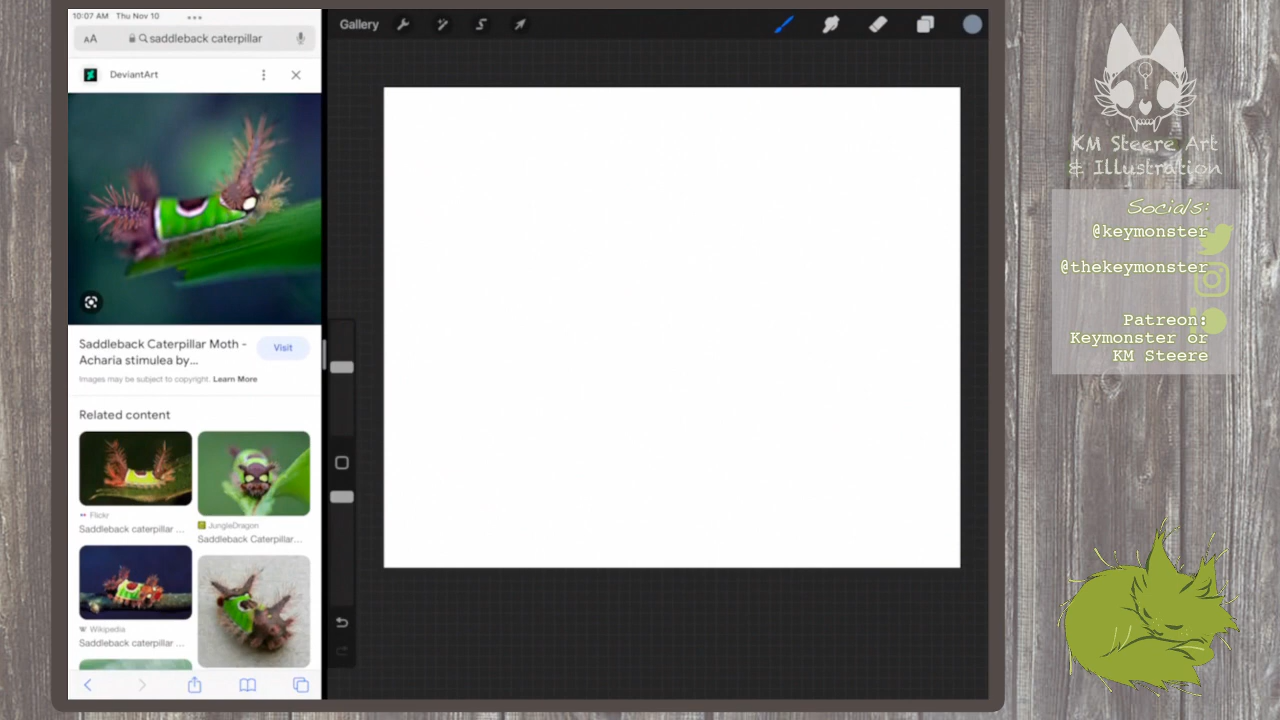 10:07 AM Thu Nov 10
AA saddleback caterpillar
DeviantArt
Saddleback Caterpillar Moth -
Acharia stimulea by...
Visit
Images may be subject to copyright. Learn More
Related content
Flickr
Saddleback caterpillar ...
JungleDragon
Saddleback Caterpillar...
Wikipedia
Saddleback caterpillar ...
Gallery
KM Steere Art
& Illustration
Socials:
@keymonster
@thekeymonster
Patreon:
Keymonster or
KM Steere